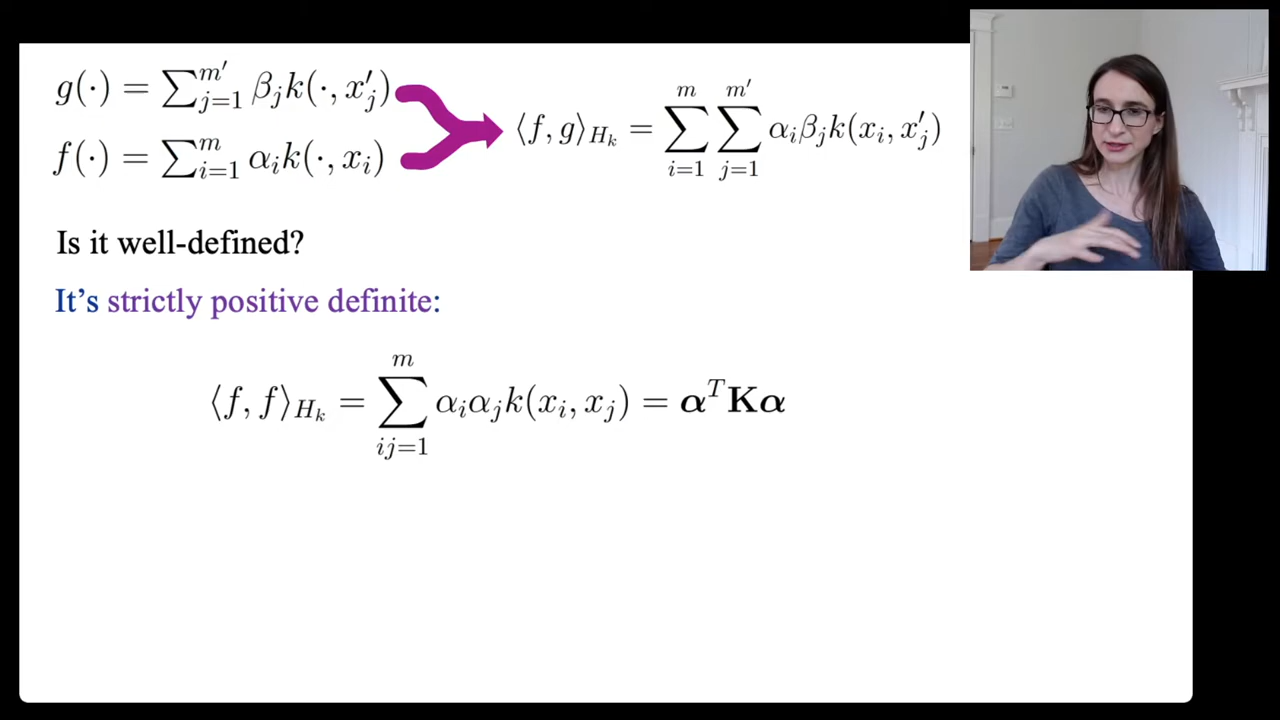 g(·) = ∑_{j=1}^{m'} β_j k(·, x'_j)
f(·) = ∑_{i=1}^{m} α_i k(·, x_i)
⟨f, g⟩_{H_k} = ∑_{i=1}^{m} ∑_{j=1}^{m'} α_i β_j k(x_i, x'_j)
Is it well-defined?
It's strictly positive definite:
⟨f, f⟩_{H_k} = ∑_{ij=1}^{m} α_i α_j k(x_i, x_j) = α^T Kα